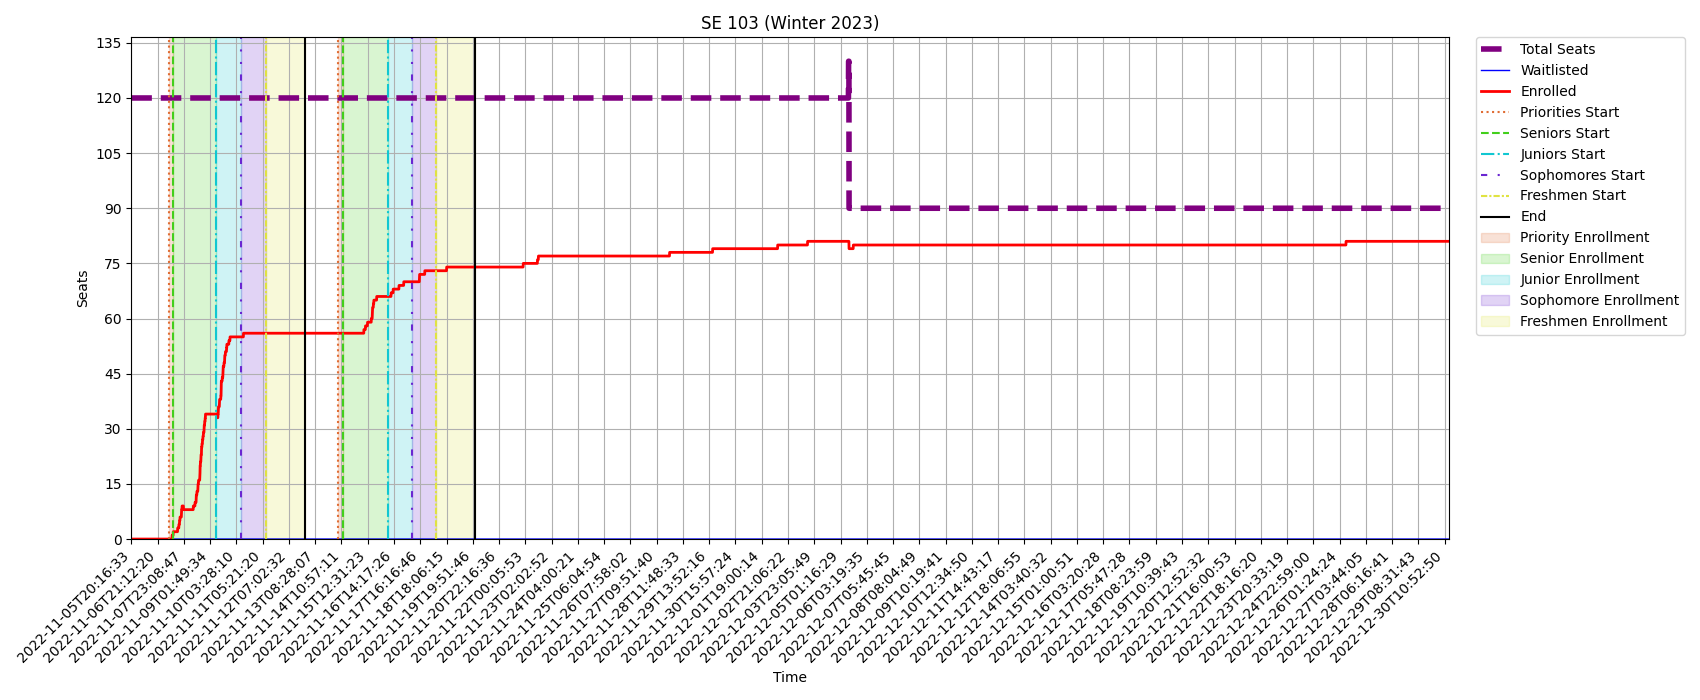 SE 103 (Winter 2023)
135
120
105
90
75
60
45
30
15
0
Seats
2022-11-05T20:16:33
2022-11-06T21:12:20
2022-11-07T23:08:47
2022-11-09T01:49:34
2022-11-10T03:28:10
2022-11-11T05:21:20
2022-11-12T07:02:32
2022-11-13T08:28:07
2022-11-14T10:57:11
2022-11-15T12:31:23
2022-11-16T14:17:26
2022-11-17T16:16:46
2022-11-18T18:06:15
2022-11-19T19:51:46
2022-11-20T22:16:36
2022-11-22T00:05:53
2022-11-23T02:02:52
2022-11-24T04:00:21
2022-11-25T06:04:54
2022-11-26T07:58:02
2022-11-27T09:51:40
2022-11-28T11:48:33
2022-11-29T13:52:16
2022-11-30T15:57:24
2022-12-01T19:00:14
2022-12-02T21:06:22
2022-12-03T23:05:49
2022-12-05T01:16:29
2022-12-06T03:19:35
2022-12-07T05:45:45
2022-12-08T08:04:49
2022-12-09T10:19:41
2022-12-10T12:34:50
2022-12-11T14:43:17
2022-12-12T18:06:55
2022-12-14T03:40:32
2022-12-15T01:00:51
2022-12-16T03:20:28
2022-12-17T05:47:28
2022-12-18T08:23:59
2022-12-19T10:39:43
2022-12-20T12:52:32
2022-12-21T16:00:53
2022-12-22T18:16:20
2022-12-23T20:33:19
2022-12-24T22:59:00
2022-12-26T01:24:24
2022-12-27T03:44:05
2022-12-28T06:16:41
2022-12-29T08:31:43
2022-12-30T10:52:50
Time
Total Seats
Waitlisted
Enrolled
Priorities Start
Seniors Start
Juniors Start
Sophomores Start
Freshmen Start
End
Priority Enrollment
Senior Enrollment
Junior Enrollment
Sophomore Enrollment
Freshmen Enrollment